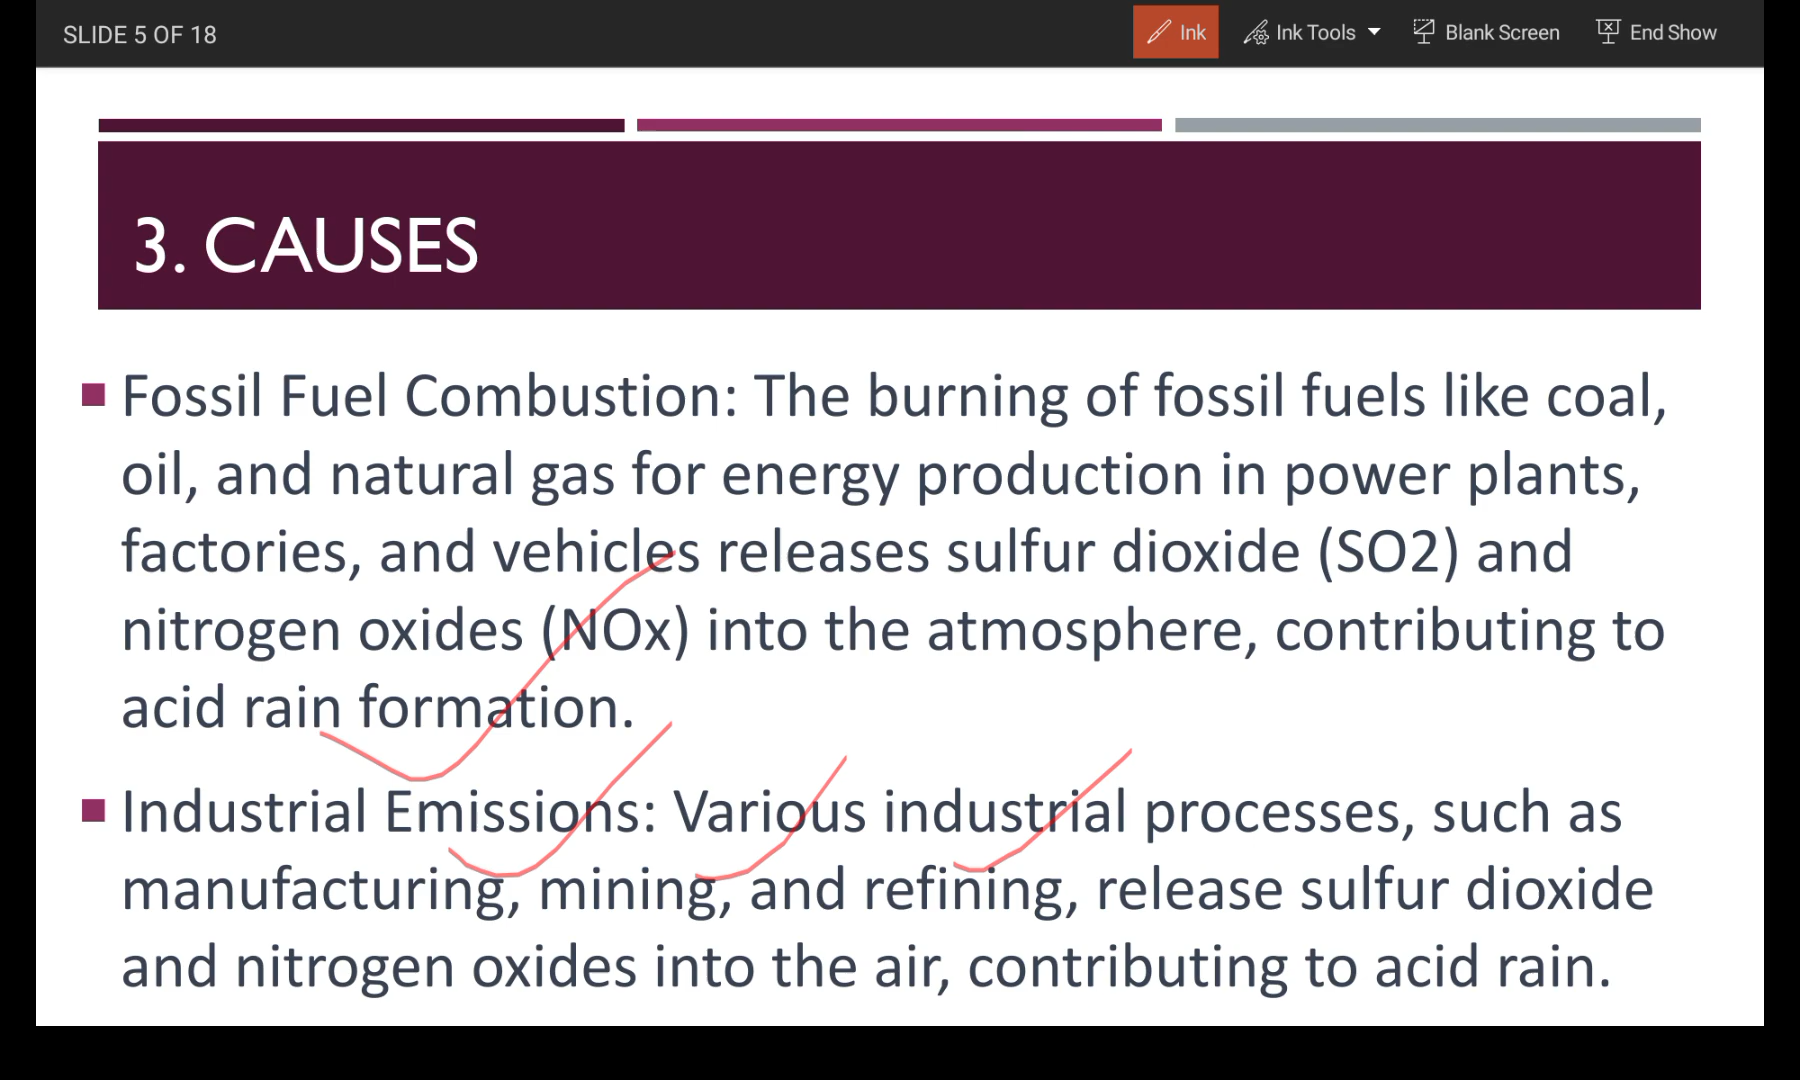 SLIDE 5 OF 18
Ink
Ink Tools
Blank Screen
End Show
3. CAUSES
Fossil Fuel Combustion: The burning of fossil fuels like coal,
oil, and natural gas for energy production in power plants,
factories, and vehicles releases sulfur dioxide (SO2) and
nitrogen oxides (NOx) into the atmosphere, contributing to
acid rain formation.
Industrial Emissions: Various industrial processes, such as
manufacturing, mining, and refining, release sulfur dioxide
and nitrogen oxides into the air, contributing to acid rain.